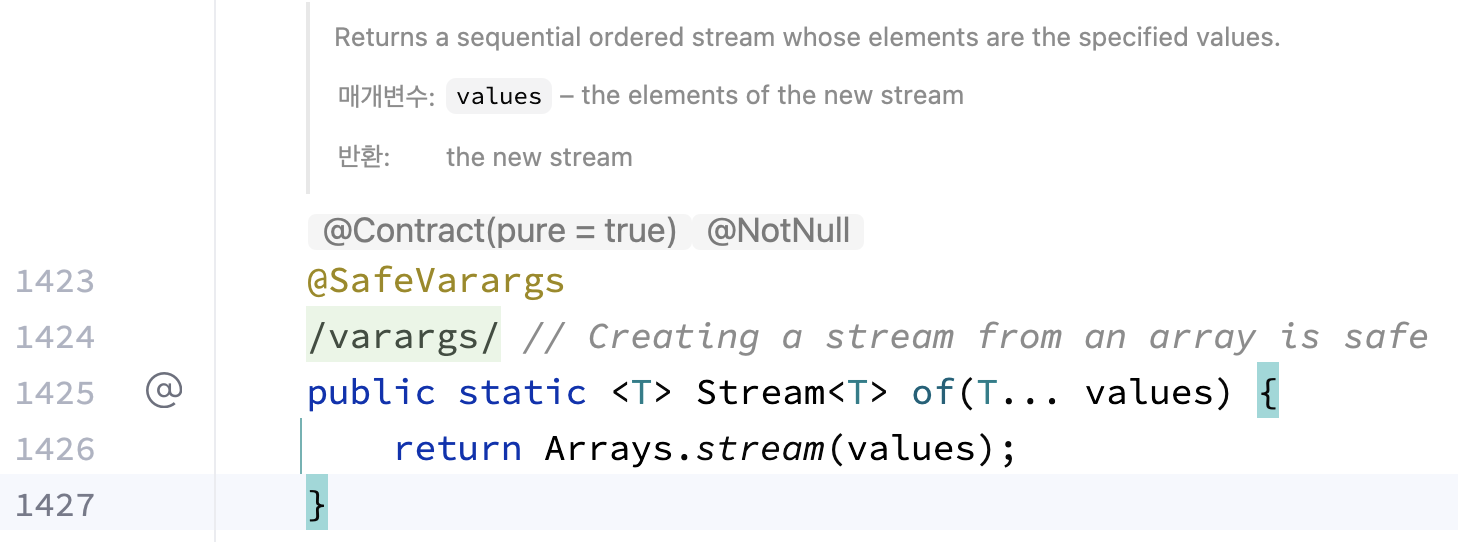 Returns a sequential ordered stream whose elements are the specified values.
매개변수: values – the elements of the new stream
반환: the new stream
@Contract(pure = true) @NotNull
1423 @SafeVarargs
1424 /varargs/ // Creating a stream from an array is safe
1425 @ public static <T> Stream<T> of(T... values) {
1426 return Arrays.stream(values);
1427 }